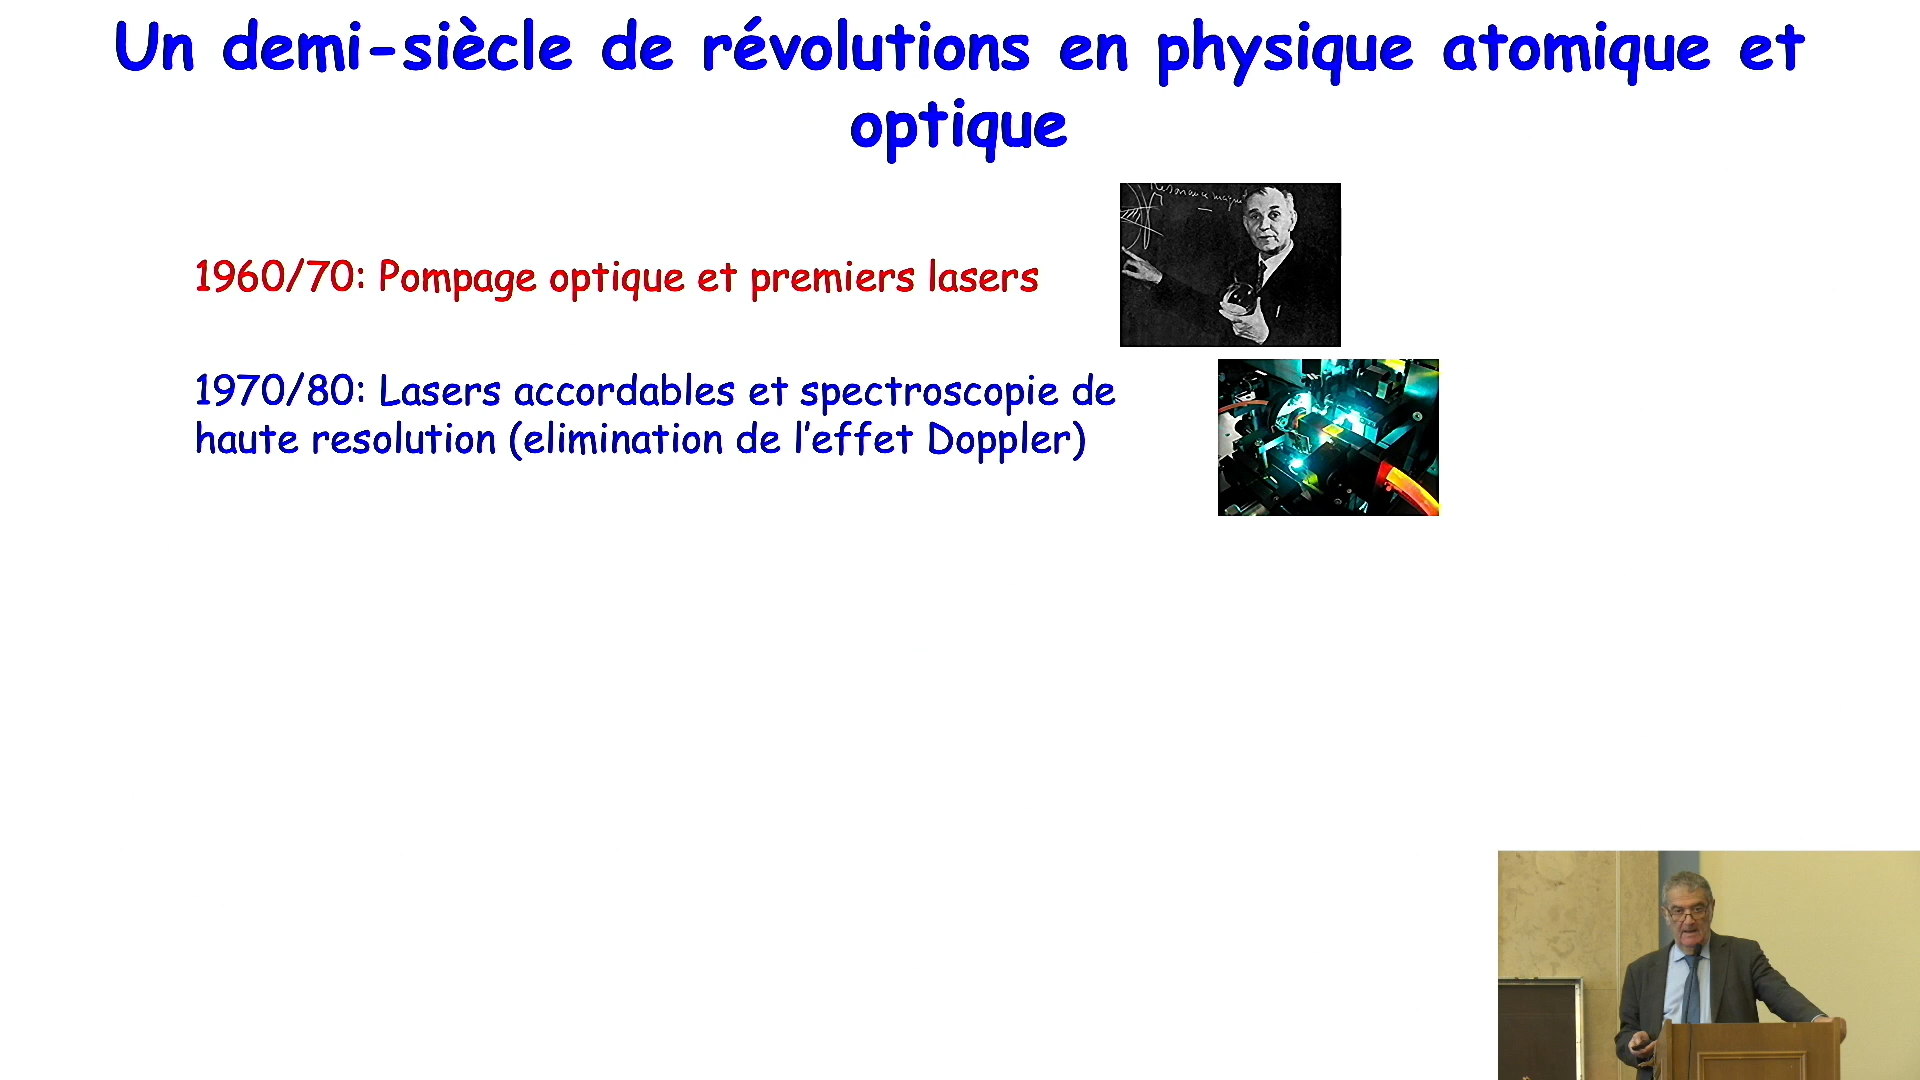 Un demi-siècle de révolutions en physique atomique et
optique
1960/70: Pompage optique et premiers lasers
1970/80: Lasers accordables et spectroscopie de
haute resolution (elimination de l’effet Doppler)